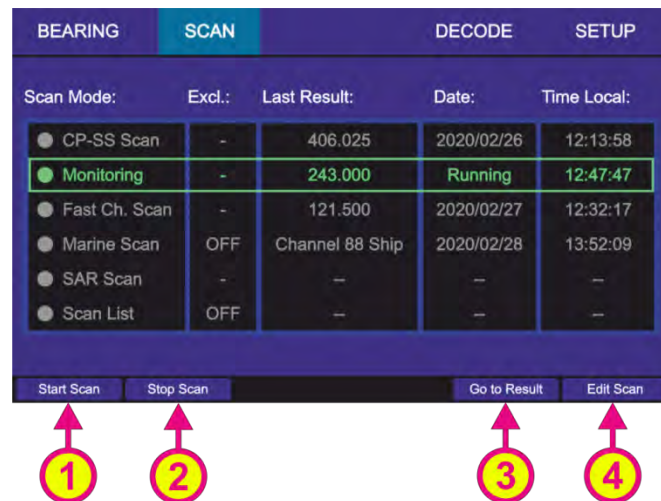 BEARING SCAN DECODE SETUP
Scan Mode: Excl.: Last Result: Date: Time Local:
CP-SS Scan - 406.025 2020/02/26 12:13:58
Monitoring - 243.000 Running 12:47:47
Fast Ch. Scan - 121.500 2020/02/27 12:32:17
Marine Scan OFF Channel 88 Ship 2020/02/28 13:52:09
SAR Scan - -- -- --
Scan List OFF -- -- --
Start Scan Stop Scan Go to Result Edit Scan
1 2 3 4